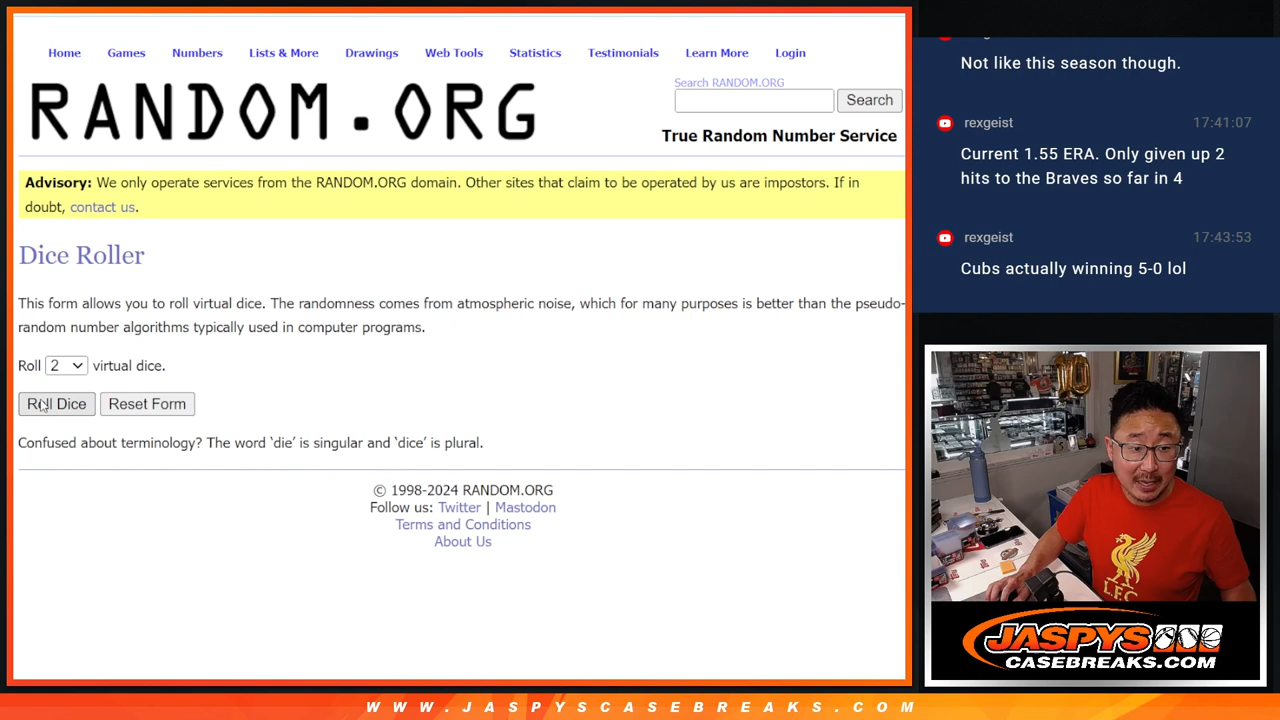 Home Games Numbers Lists & More Drawings Web Tools Statistics Testimonials Learn More Login
RANDOM.ORG
Search RANDOM.ORG
Search
True Random Number Service
Advisory: We only operate services from the RANDOM.ORG domain. Other sites that claim to be operated by us are impostors. If in
doubt, contact us.
Dice Roller
This form allows you to roll virtual dice. The randomness comes from atmospheric noise, which for many purposes is better than the pseudo-
random number algorithms typically used in computer programs.
Roll 2 virtual dice.
Roll Dice Reset Form
Confused about terminology? The word ‘die’ is singular and ‘dice’ is plural.
© 1998-2024 RANDOM.ORG
Follow us: Twitter | Mastodon
Terms and Conditions
About Us
Not like this season though.
rexgeist 17:41:07
Current 1.55 ERA. Only given up 2
hits to the Braves so far in 4
rexgeist 17:43:53
Cubs actually winning 5-0 lol
10
L.F.C.
JASPYS
CASEBREAKS.COM
WWW.JASPYSCASEBREAKS.COM